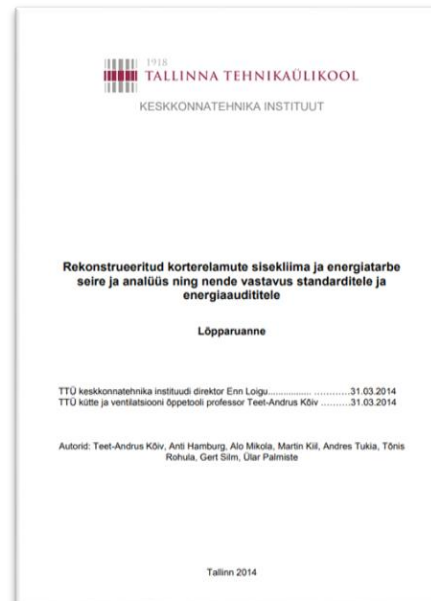 1918
TALLINNA TEHNIKAÜLIKOOL
KESKKONNATEHNIKA INSTITUUT
Rekonstrueeritud korterelamute sisekliima ja energiatarbe
seire ja analüüs ning nende vastavus standarditele ja
energiaaudititele
Lõpparuanne
TTÜ keskkonnatehnika instituudi direktor Enn Loigu................. ............31.03.2014
TTÜ kütte ja ventilatsiooni õppetooli professor Teet-Andrus Kõiv .........31.03.2014
Autorid: Teet-Andrus Kõiv, Anti Hamburg, Alo Mikola, Martin Kiil, Andres Tukia, Tõnis
Rohula, Gert Silm, Ülar Palmiste
Tallinn 2014